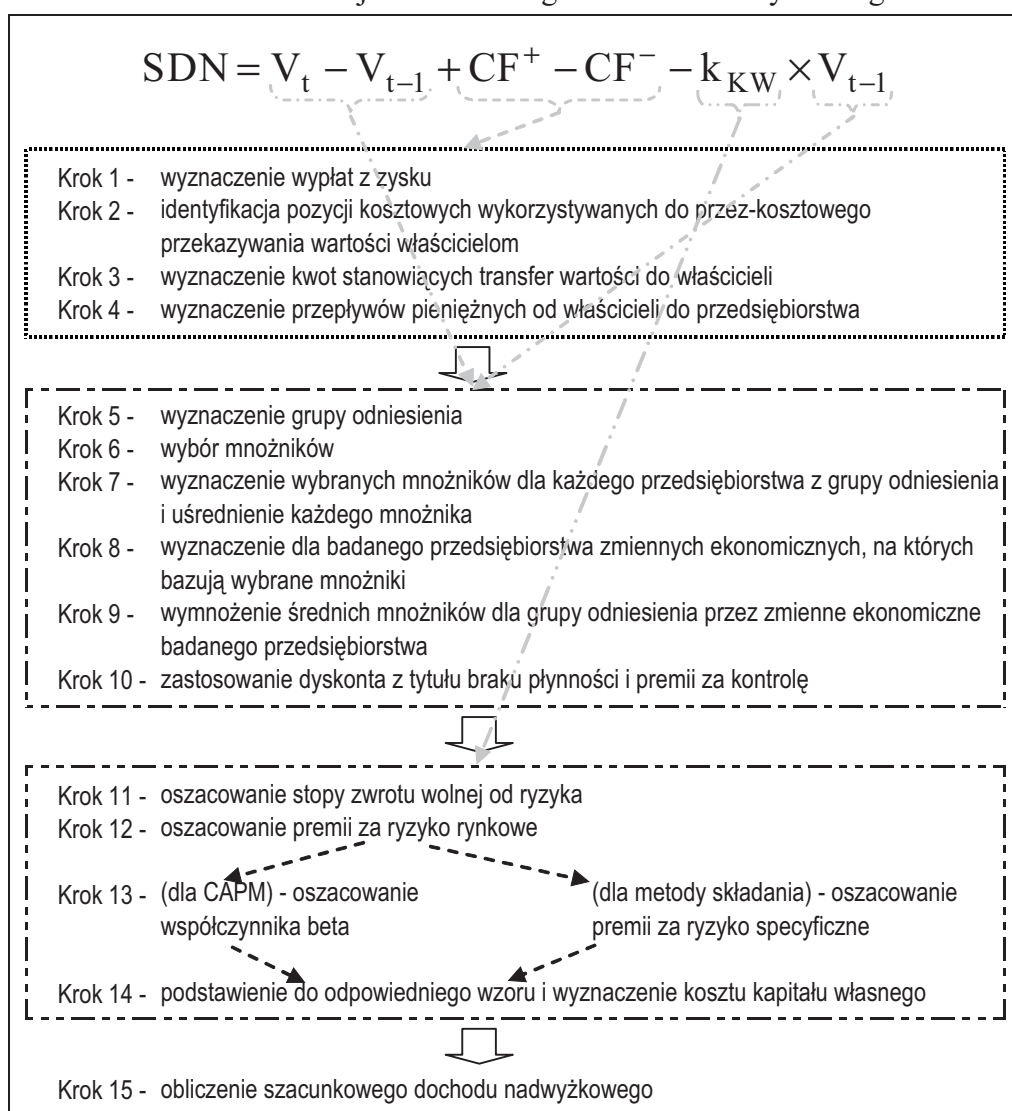 SDN = V_t − V_{t−1} + CF⁺ − CF⁻ − k_{KW} × V_{t−1}
Krok 1 - wyznaczenie wypłat z zysku
Krok 2 - identyfikacja pozycji kosztowych wykorzystywanych do przez-kosztowego
przekazywania wartości właścicielom
Krok 3 - wyznaczenie kwot stanowiących transfer wartości do właścicieli
Krok 4 - wyznaczenie przepływów pieniężnych od właścicieli do przedsiębiorstwa
Krok 5 - wyznaczenie grupy odniesienia
Krok 6 - wybór mnożników
Krok 7 - wyznaczenie wybranych mnożników dla każdego przedsiębiorstwa z grupy odniesienia
i uśrednienie każdego mnożnika
Krok 8 - wyznaczenie dla badanego przedsiębiorstwa zmiennych ekonomicznych, na których
bazują wybrane mnożniki
Krok 9 - wymnożenie średnich mnożników dla grupy odniesienia przez zmienne ekonomiczne
badanego przedsiębiorstwa
Krok 10 - zastosowanie dyskonta z tytułu braku płynności i premii za kontrolę
Krok 11 - oszacowanie stopy zwrotu wolnej od ryzyka
Krok 12 - oszacowanie premii za ryzyko rynkowe
Krok 13 - (dla CAPM) - oszacowanie
współczynnika beta
(dla metody składania) - oszacowanie
premii za ryzyko specyficzne
Krok 14 - podstawienie do odpowiedniego wzoru i wyznaczenie kosztu kapitału własnego
Krok 15 - obliczenie szacunkowego dochodu nadwyżkowego